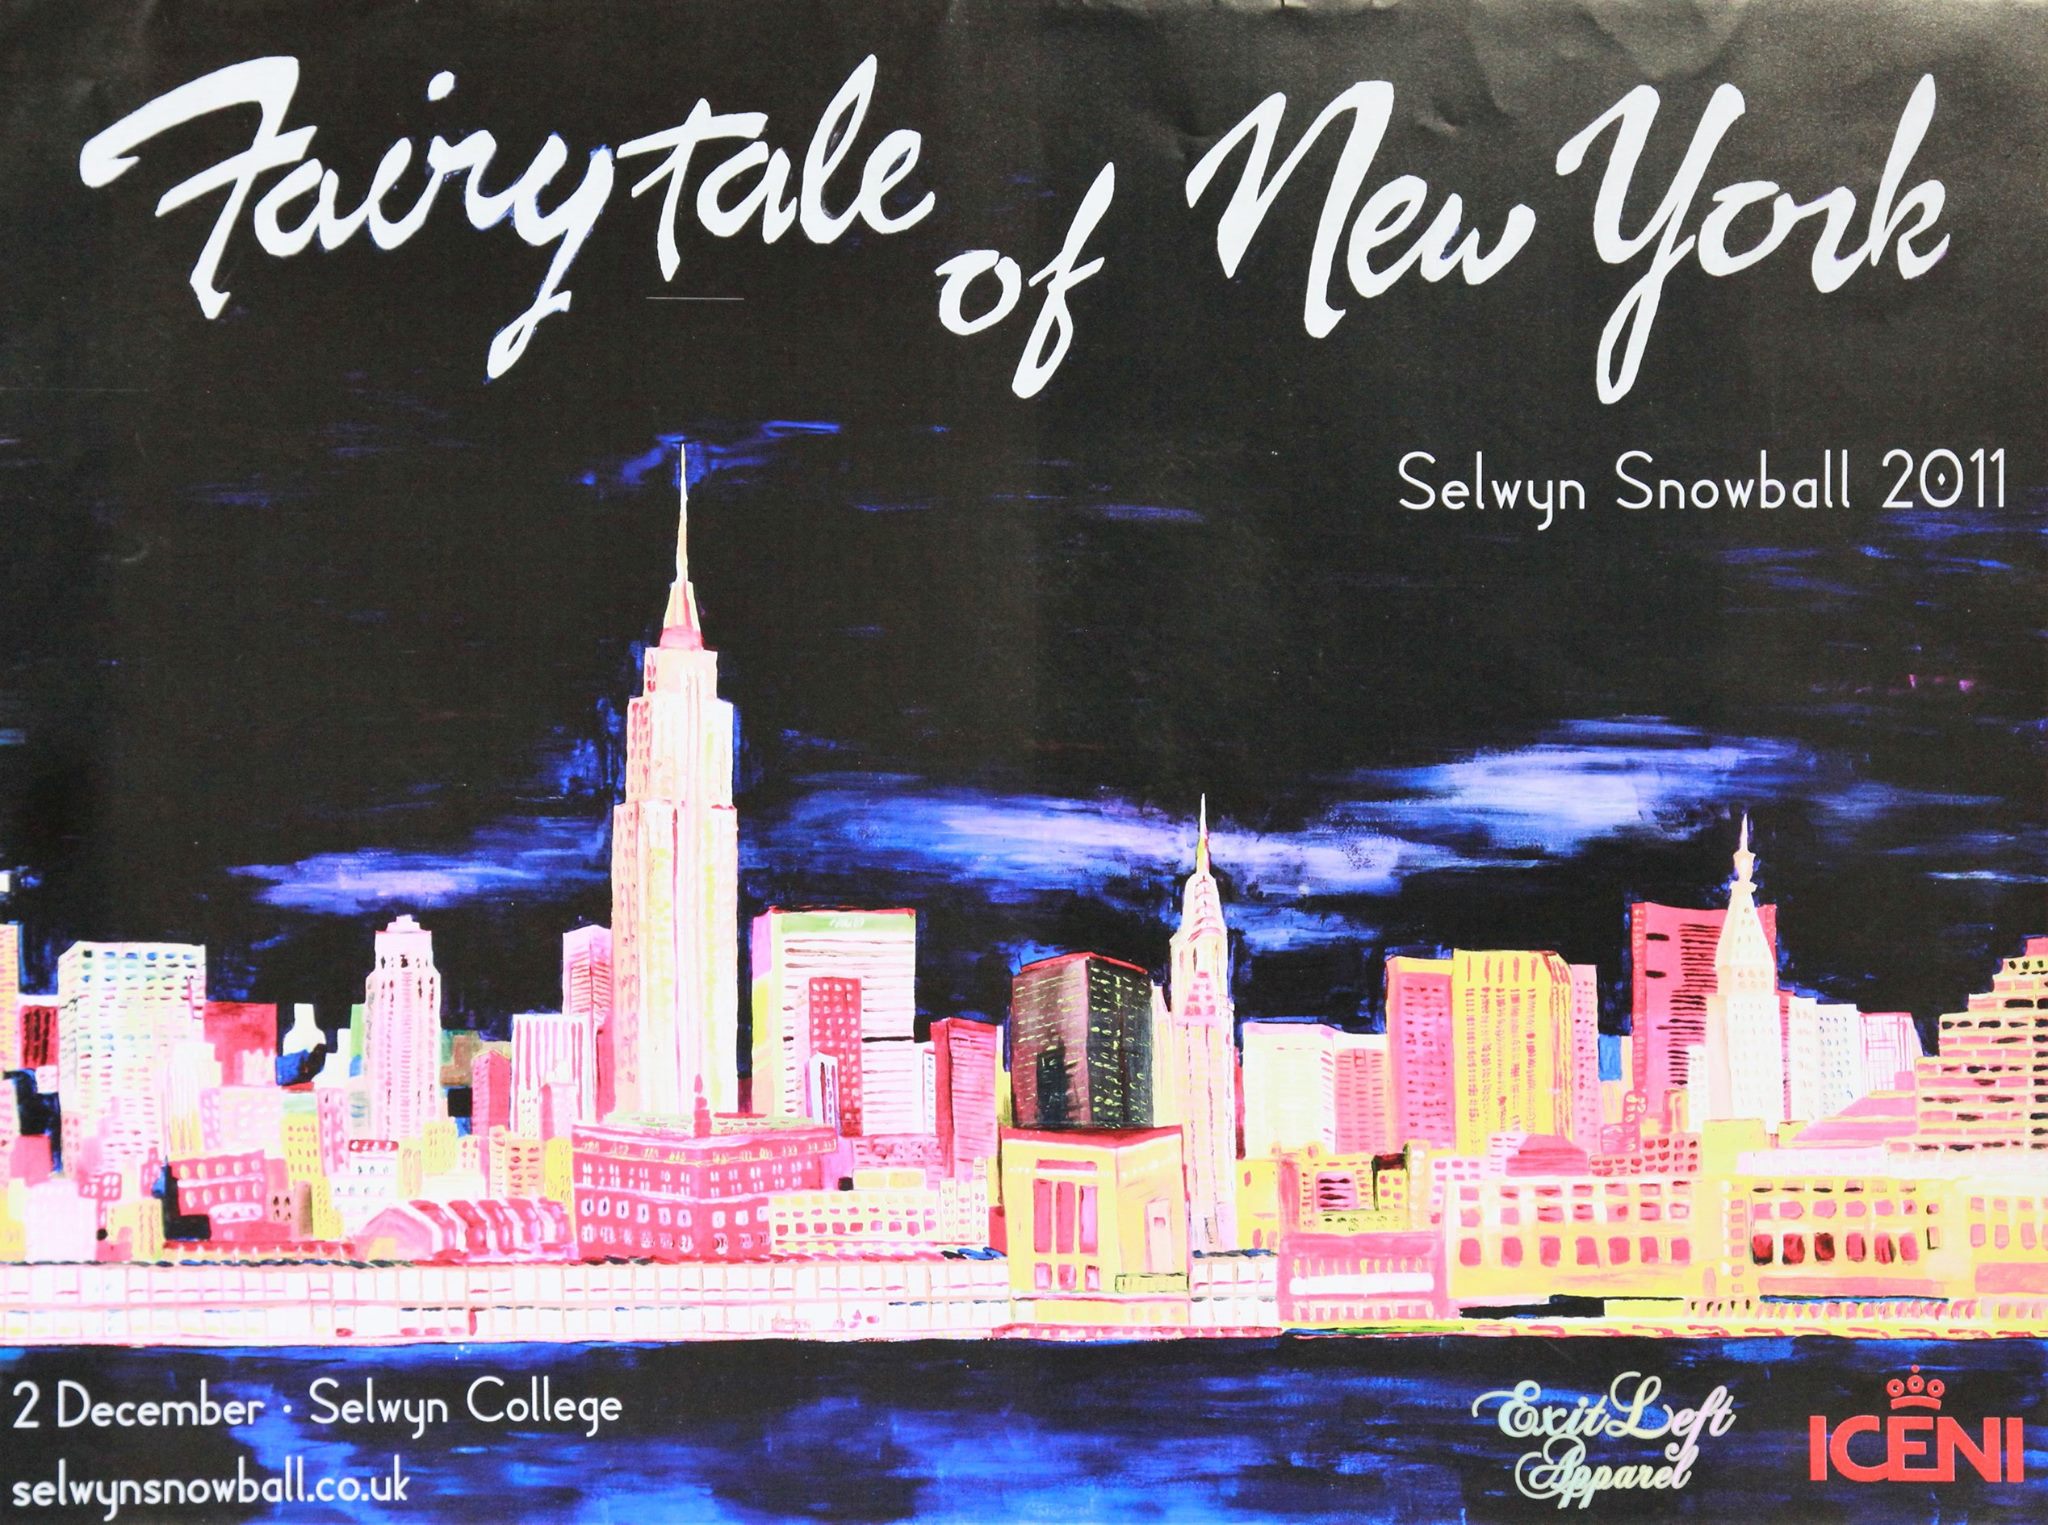 Fairytale of New York
Selwyn Snowball 2011
2 December · Selwyn College
selwynsnowball.co.uk
Exit Left
Apparel
ICENI